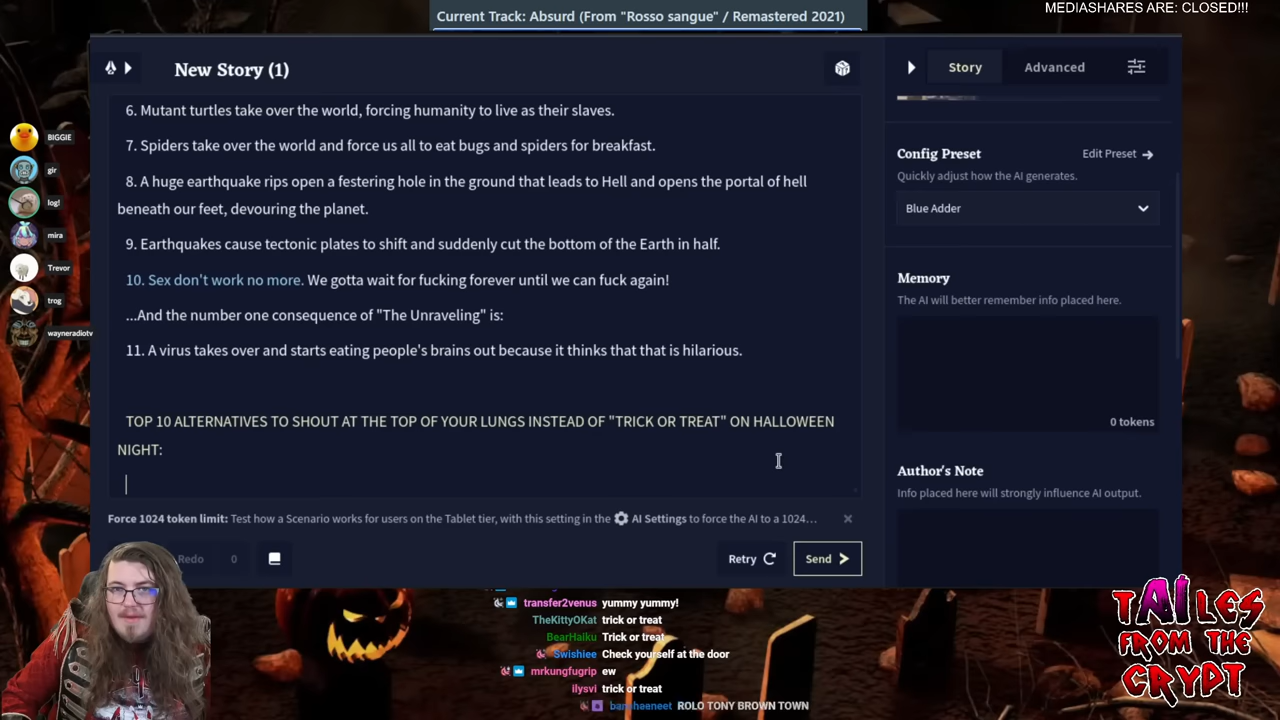 Current Track: Absurd (From "Rosso sangue" / Remastered 2021)
MEDIASHARES ARE: CLOSED!!!
New Story (1)
Story
Advanced
6. Mutant turtles take over the world, forcing humanity to live as their slaves.
7. Spiders take over the world and force us all to eat bugs and spiders for breakfast.
8. A huge earthquake rips open a festering hole in the ground that leads to Hell and opens the portal of hell
beneath our feet, devouring the planet.
9. Earthquakes cause tectonic plates to shift and suddenly cut the bottom of the Earth in half.
10. Sex don't work no more. We gotta wait for fucking forever until we can fuck again!
...And the number one consequence of "The Unraveling" is:
11. A virus takes over and starts eating people's brains out because it thinks that that is hilarious.
TOP 10 ALTERNATIVES TO SHOUT AT THE TOP OF YOUR LUNGS INSTEAD OF "TRICK OR TREAT" ON HALLOWEEN
NIGHT:
Force 1024 token limit: Test how a Scenario works for users on the Tablet tier, with this setting in the AI Settings to force the AI to a 1024...
Redo
0
Retry
Send
Config Preset
Edit Preset
Quickly adjust how the AI generates.
Blue Adder
Memory
The AI will better remember info placed here.
0 tokens
Author's Note
Info placed here will strongly influence AI output.
BIGGIE
gir
log!
mira
Trevor
trog
wayneradiotv
transfer2venus yummy yummy!
TheKittyOKat trick or treat
BearHaiku Trick or treat
Swishiee Check yourself at the door
mrkungfugrip ew
ilysvi trick or treat
bansheeneet ROLO TONY BROWN TOWN
TAILES
FROM THE
CRYPT